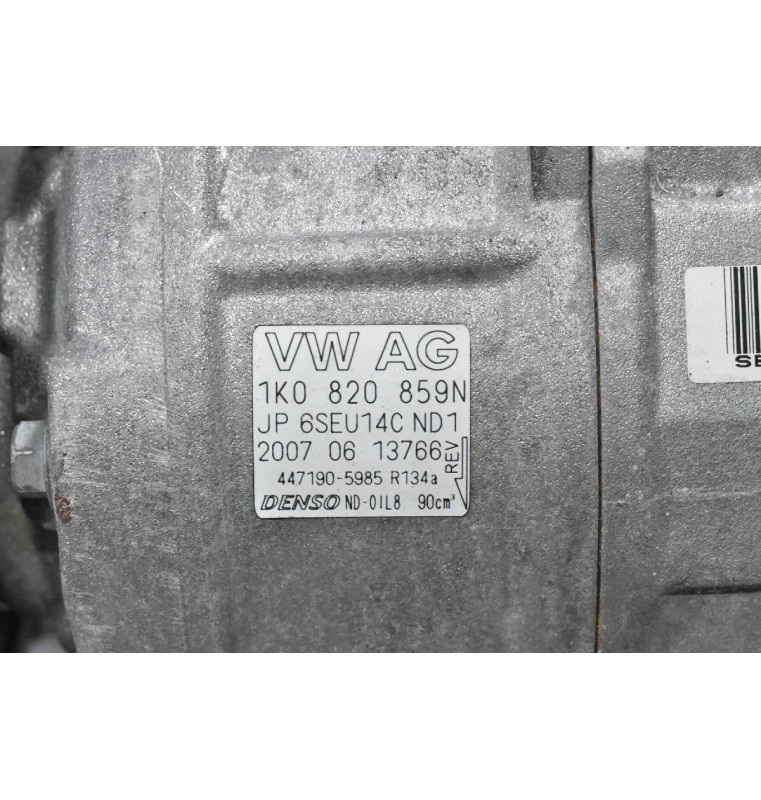 VW AG
1K0 820 859N
JP 6SEU14C ND1
2007 06 13766
REV
447190-5985 R134a
DENSO ND-OIL8 90cm³
SE